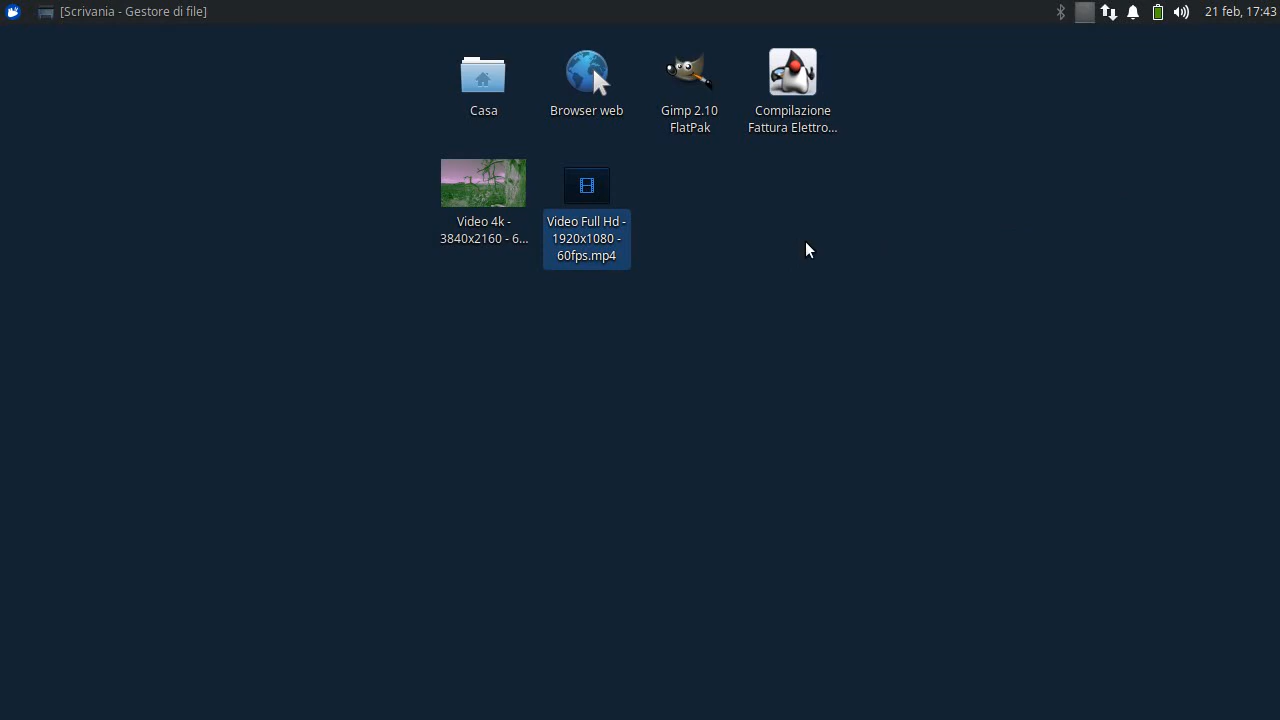 [Scrivania - Gestore di file]
21 feb, 17:43
Casa
Browser web
Gimp 2.10
FlatPak
Compilazione
Fattura Elettro...
Video 4k -
3840x2160 - 6...
Video Full Hd -
1920x1080 -
60fps.mp4